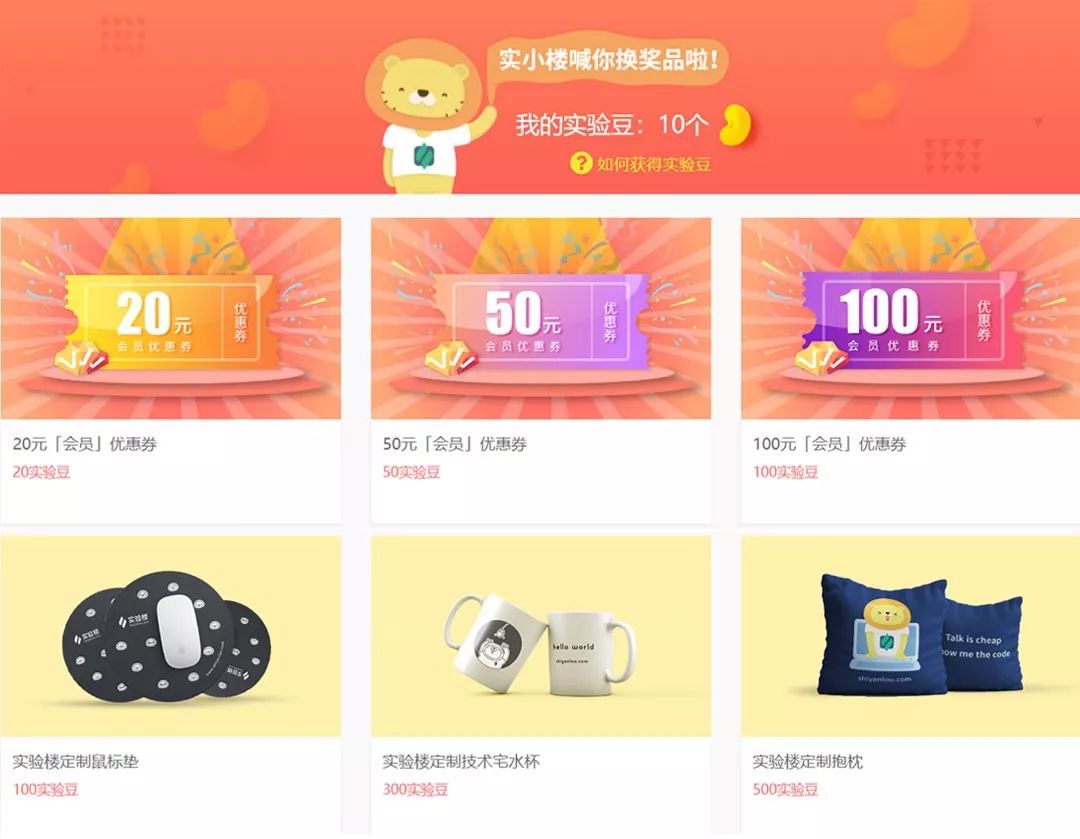 实小楼喊你换奖品啦！
我的实验豆：10个
? 如何获得实验豆
20元
会员优惠券
优惠券
50元
会员优惠券
优惠券
100元
会员优惠券
优惠券
20元「会员」优惠券
20实验豆
50元「会员」优惠券
50实验豆
100元「会员」优惠券
100实验豆
实验楼
实验楼
hello world
shiyanlou.com
Talk is cheap
ow me the code
shiyanlou.com
实验楼定制鼠标垫
100实验豆
实验楼定制技术宅水杯
300实验豆
实验楼定制抱枕
500实验豆